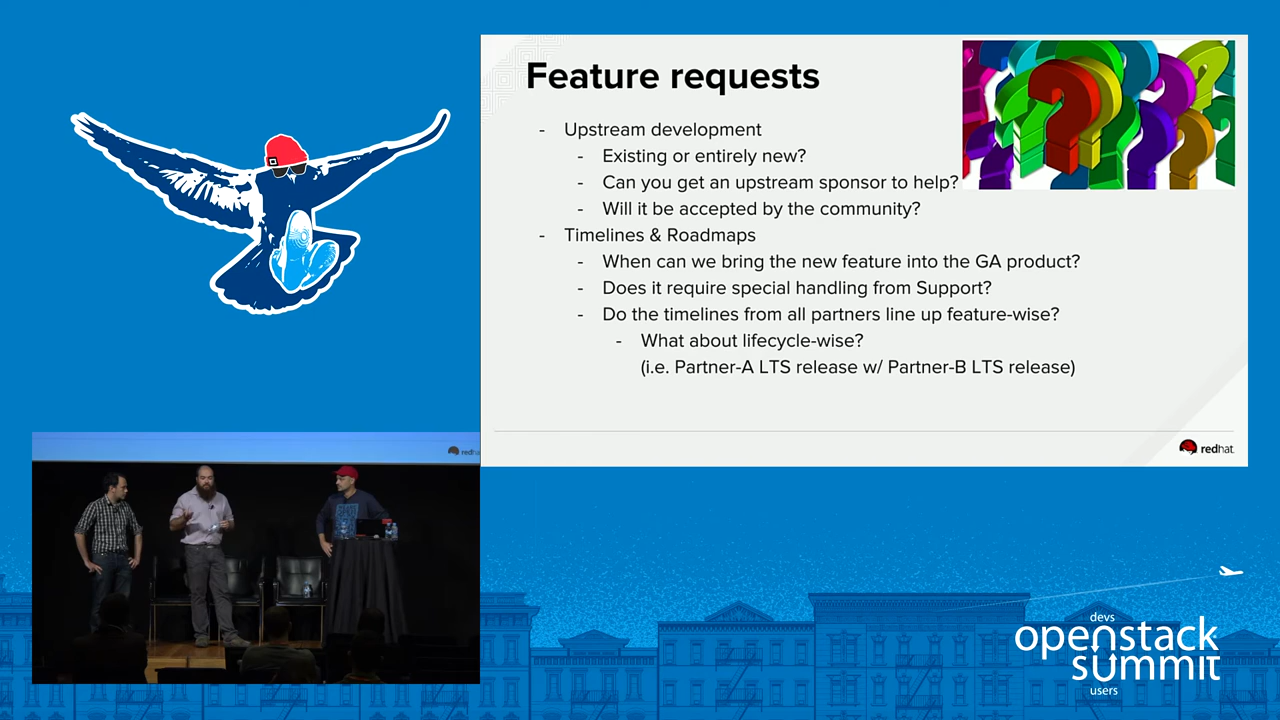 Feature requests
- Upstream development
- Existing or entirely new?
- Can you get an upstream sponsor to help?
- Will it be accepted by the community?
- Timelines & Roadmaps
- When can we bring the new feature into the GA product?
- Does it require special handling from Support?
- Do the timelines from all partners line up feature-wise?
- What about lifecycle-wise?
(i.e. Partner-A LTS release w/ Partner-B LTS release)
redhat.
redha
devs
openstack
summit
users